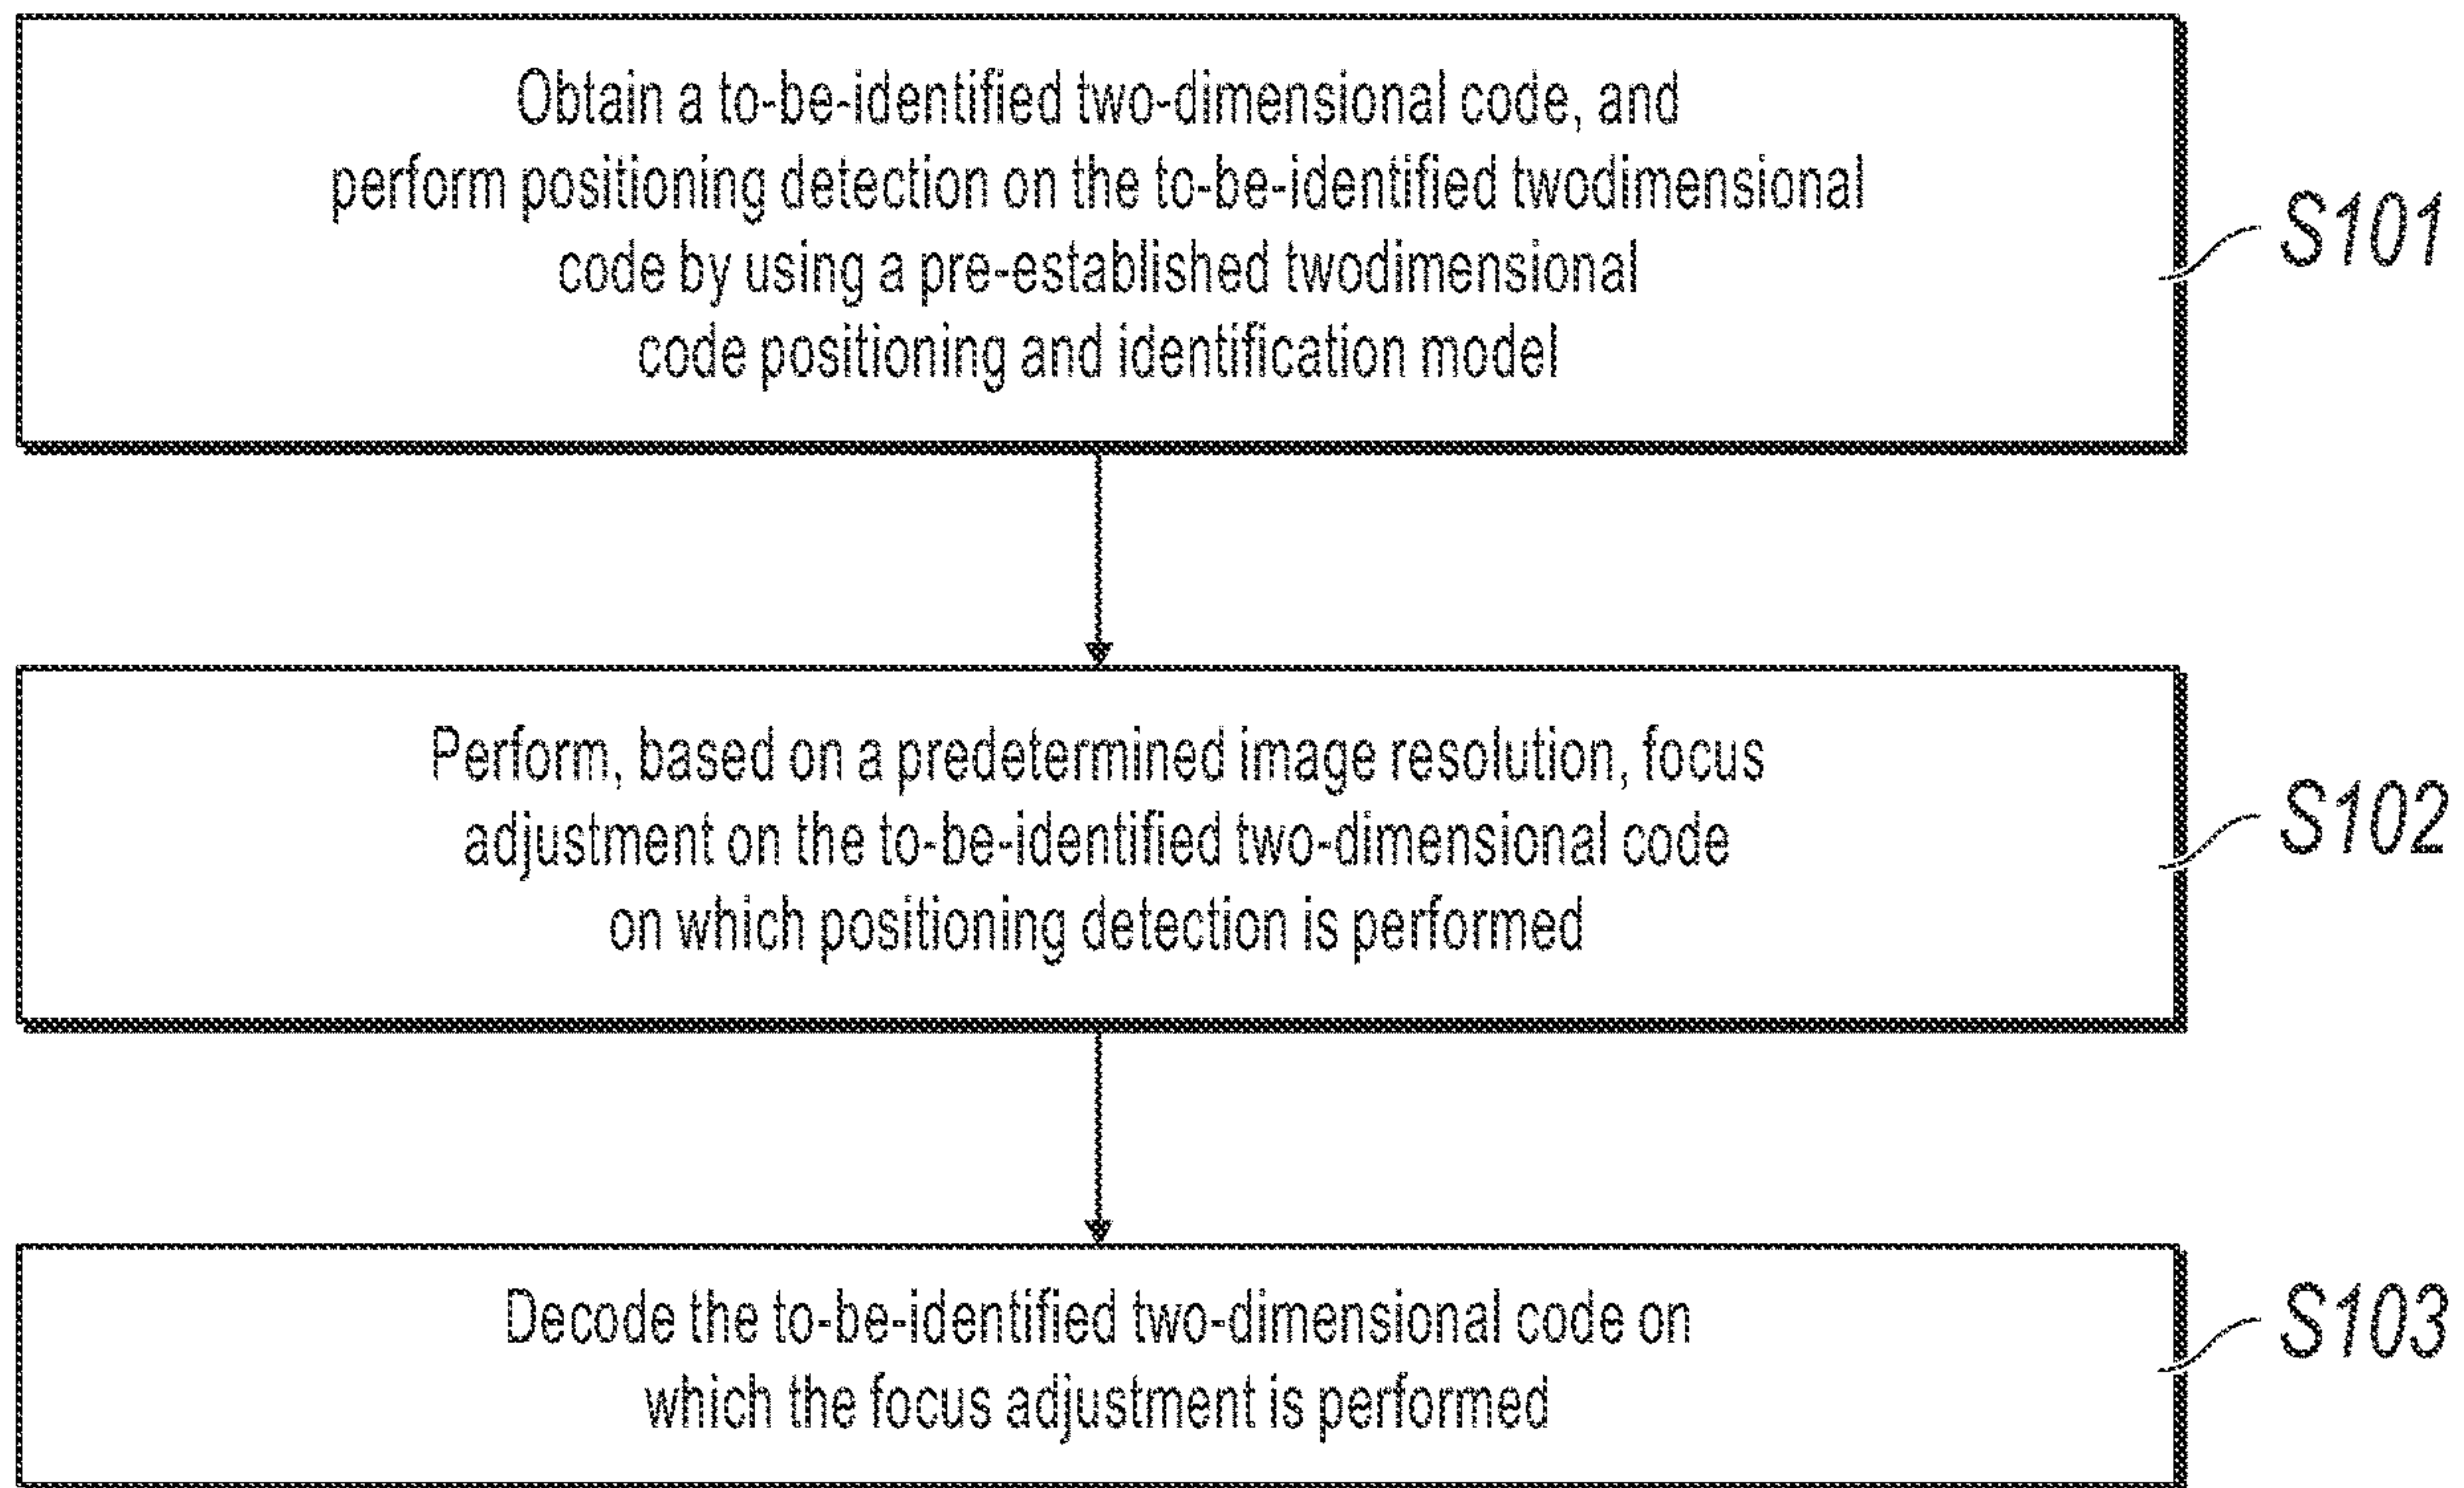 Obtain a to-be-identified two-dimensional code, and
perform positioning detection on the to-be-identified twodimensional
code by using a pre-established twodimensional
code positioning and identification model
S101
Perform, based on a predetermined image resolution, focus
adjustment on the to-be-identified two-dimensional code
on which positioning detection is performed
S102
Decode the to-be-identified two-dimensional code on
which the focus adjustment is performed
S103